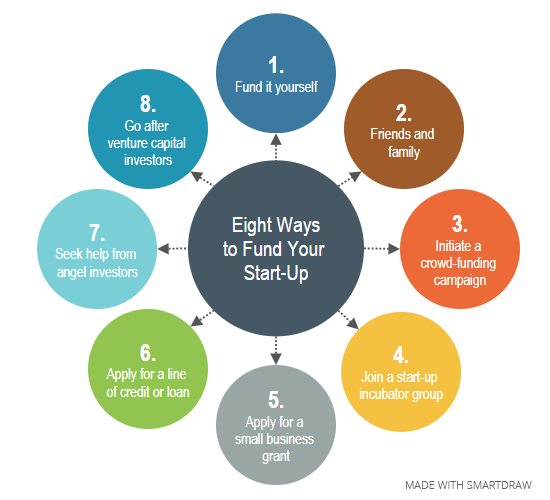 Eight Ways
to Fund Your
Start-Up
1.
Fund it yourself
2.
Friends and
family
3.
Initiate a
crowd-funding
campaign
4.
Join a start-up
incubator group
5.
Apply for a
small business
grant
6.
Apply for a line
of credit or loan
7.
Seek help from
angel investors
8.
Go after
venture capital
investors
MADE WITH SMARTDRAW